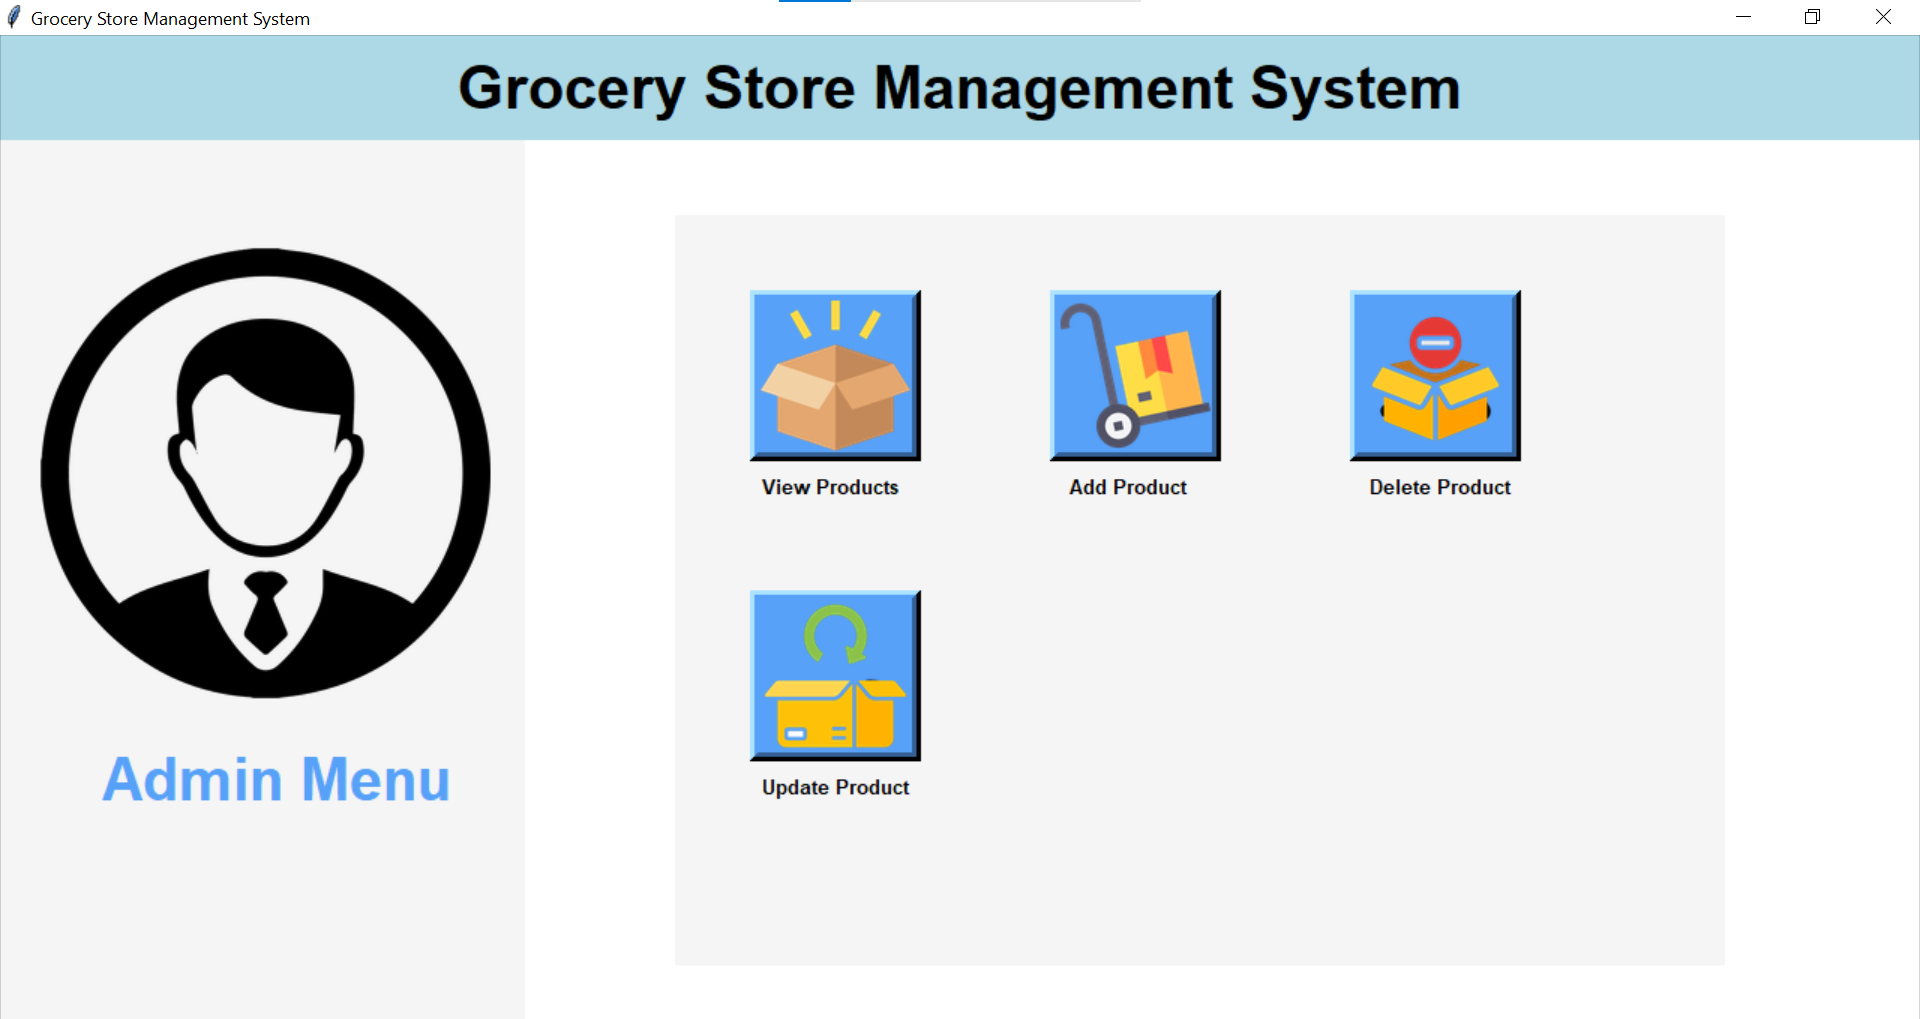 Grocery Store Management System
Grocery Store Management System
View Products
Add Product
Delete Product
Update Product
Admin Menu